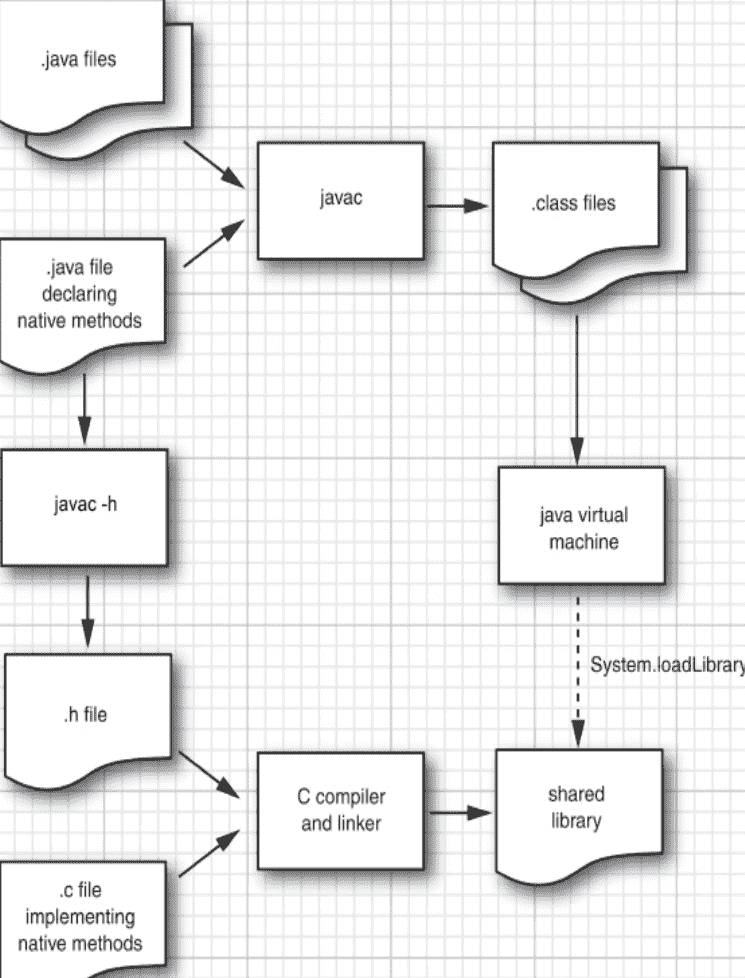 .java files
javac
.class files
.java file
declaring
native methods
javac -h
java virtual
machine
System.loadLibrary
.h file
C compiler
and linker
shared
library
.c file
implementing
native methods